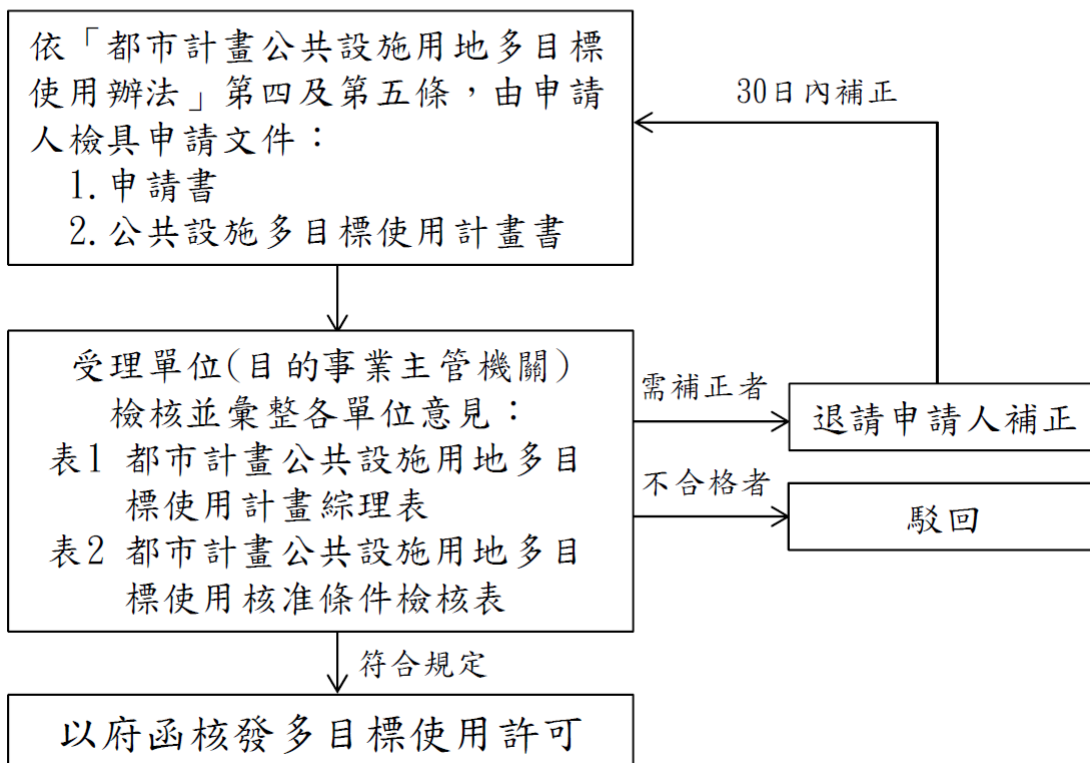 依「都市計畫公共設施用地多目標
使用辦法」第四及第五條，由申請
人檢具申請文件：
1.申請書
2.公共設施多目標使用計畫書
30日內補正
受理單位(目的事業主管機關)
檢核並彙整各單位意見：
表1 都市計畫公共設施用地多目
標使用計畫綜理表
表2 都市計畫公共設施用地多目
標使用核准條件檢核表
需補正者
退請申請人補正
不合格者
駁回
符合規定
以府函核發多目標使用許可